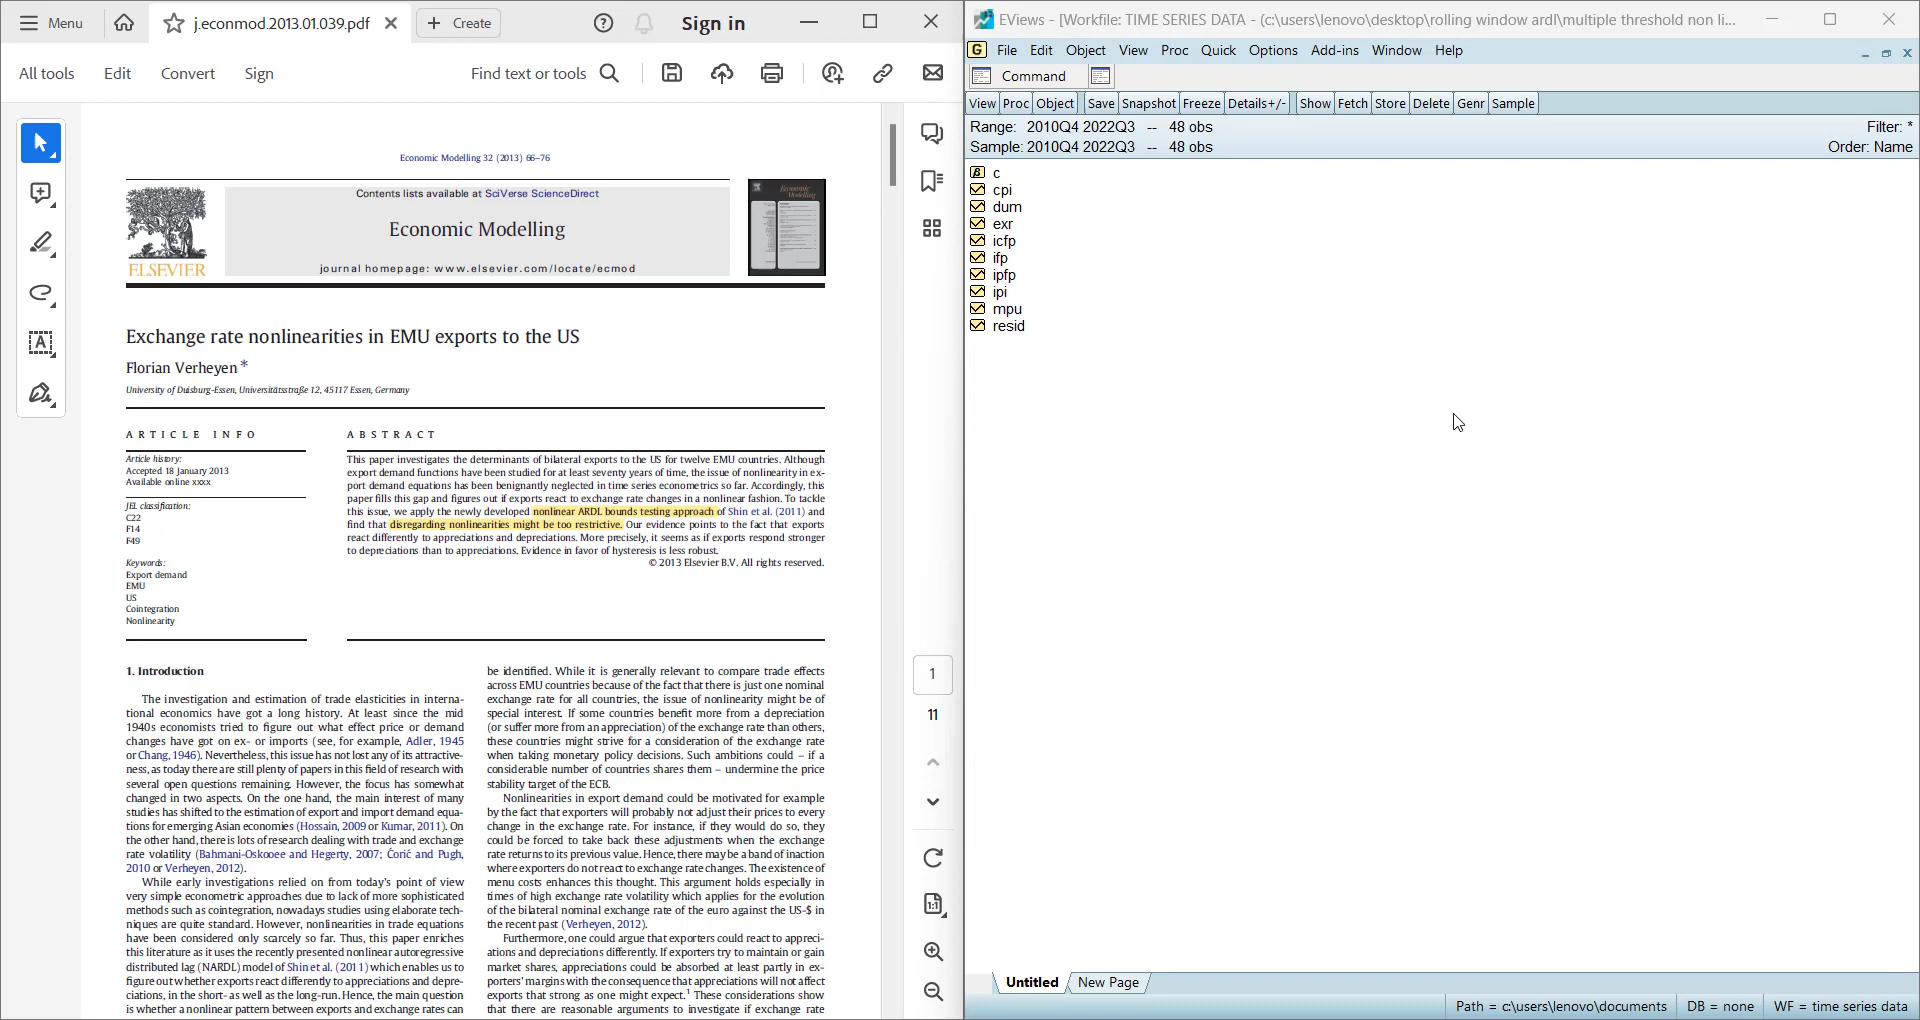 Menu
j.econmod.2013.01.039.pdf
Create
Sign in
All tools
Edit
Convert
Sign
Find text or tools
Economic Modelling 32 (2013) 66–76
Contents lists available at SciVerse ScienceDirect
Economic Modelling
journal homepage: www.elsevier.com/locate/ecmod
ELSEVIER
Exchange rate nonlinearities in EMU exports to the US
Florian Verheyen *
University of Duisburg-Essen, Universitätsstraße 12, 45117 Essen, Germany
ARTICLE INFO
Article history:
Accepted 18 January 2013
Available online xxxx
JEL classification:
C22
F14
F49
Keywords:
Export demand
EMU
US
Cointegration
Nonlinearity
ABSTRACT
This paper investigates the determinants of bilateral exports to the US for twelve EMU countries. Although
export demand functions have been studied for at least seventy years of time, the issue of nonlinearity in ex-
port demand equations has been benignantly neglected in time series econometrics so far. Accordingly, this
paper fills this gap and figures out if exports react to exchange rate changes in a nonlinear fashion. To tackle
this issue, we apply the newly developed nonlinear ARDL bounds testing approach of Shin et al. (2011) and
find that disregarding nonlinearities might be too restrictive. Our evidence points to the fact that exports
react differently to appreciations and depreciations. More precisely, it seems as if exports respond stronger
to depreciations than to appreciations. Evidence in favor of hysteresis is less robust.
© 2013 Elsevier B.V. All rights reserved.
1. Introduction
The investigation and estimation of trade elasticities in interna-
tional economics have got a long history. At least since the mid
1940s economists tried to figure out what effect price or demand
changes have got on ex- or imports (see, for example, Adler, 1945
or Chang, 1946). Nevertheless, this issue has not lost any of its attractive-
ness, as today there are still plenty of papers in this field of research with
several open questions remaining. However, the focus has somewhat
changed in two aspects. On the one hand, the main interest of many
studies has shifted to the estimation of export and import demand equa-
tions for emerging Asian economies (Hossain, 2009 or Kumar, 2011). On
the other hand, there is lots of research dealing with trade and exchange
rate volatility (Bahmani-Oskooee and Hegerty, 2007; Ćorić and Pugh,
2010 or Verheyen, 2012).
While early investigations relied on from today's point of view
very simple econometric approaches due to lack of more sophisticated
methods such as cointegration, nowadays studies using elaborate tech-
niques are quite standard. However, nonlinearities in trade equations
have been considered only scarcely so far. Thus, this paper enriches
this literature as it uses the recently presented nonlinear autoregressive
distributed lag (NARDL) model of Shin et al. (2011) which enables us to
figure out whether exports react differently to appreciations and depre-
ciations, in the short- as well as the long-run. Hence, the main question
is whether a nonlinear pattern between exports and exchange rates can
be identified. While it is generally relevant to compare trade effects
across EMU countries because of the fact that there is just one nominal
exchange rate for all countries, the issue of nonlinearity might be of
special interest. If some countries benefit more from a depreciation
(or suffer more from an appreciation) of the exchange rate than others,
these countries might strive for a consideration of the exchange rate
when taking monetary policy decisions. Such ambitions could – if a
considerable number of countries shares them – undermine the price
stability target of the ECB.
Nonlinearities in export demand could be motivated for example
by the fact that exporters will probably not adjust their prices to every
change in the exchange rate. For instance, if they would do so, they
could be forced to take back these adjustments when the exchange
rate returns to its previous value. Hence, there may be a band of inaction
where exporters do not react to exchange rate changes. The existence of
menu costs enhances this thought. This argument holds especially in
times of high exchange rate volatility which applies for the evolution
of the bilateral nominal exchange rate of the euro against the US-$ in
the recent past (Verheyen, 2012).
Furthermore, one could argue that exporters could react to appreci-
ations and depreciations differently. If exporters try to maintain or gain
market shares, appreciations could be absorbed at least partly in ex-
porters' margins with the consequence that appreciations will not affect
exports that strong as one might expect.1 These considerations show
that there are reasonable arguments to investigate if exchange rate
1
11
1:1
EViews - [Workfile: TIME SERIES DATA - (c:\users\lenovo\desktop\rolling window ardl\multiple threshold non li...
G File Edit Object View Proc Quick Options Add-ins Window Help
Command
View Proc Object Save Snapshot Freeze Details+/- Show Fetch Store Delete Genr Sample
Range: 2010Q4 2022Q3 -- 48 obs
Filter: *
Sample: 2010Q4 2022Q3 -- 48 obs
Order: Name
β c
cpi
dum
exr
icfp
ifp
ipfp
ipi
mpu
resid
Untitled
New Page
Path = c:\users\lenovo\documents
DB = none
WF = time series data